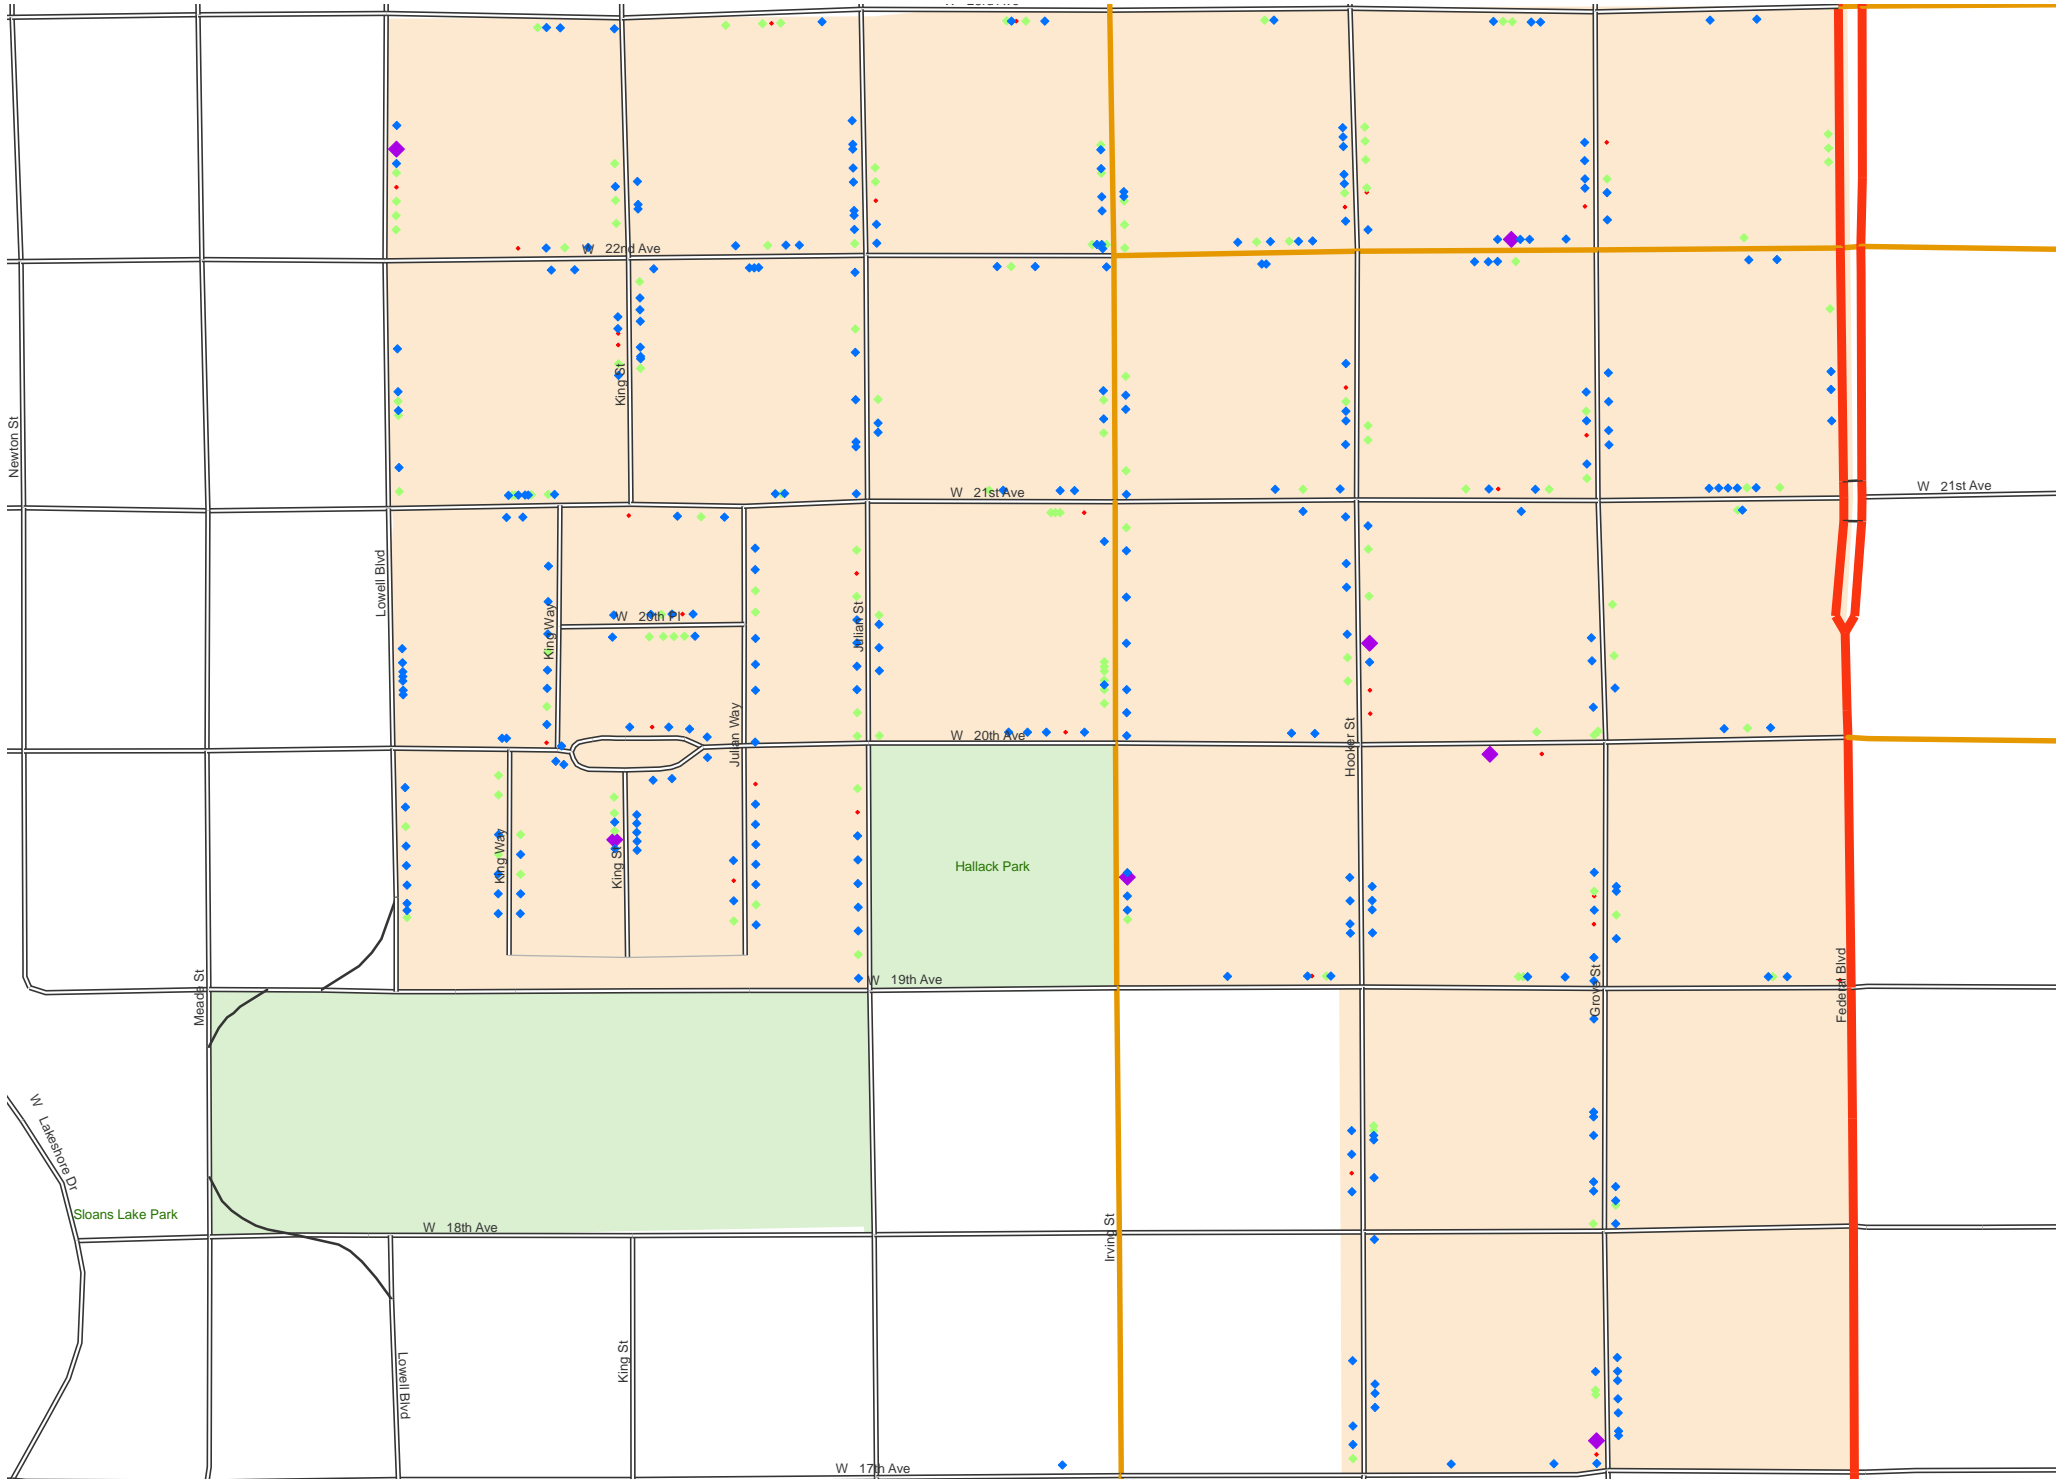 W 22nd Ave
King St
Newton St
W 21st Ave
W 21st Ave
Lowell Blvd
King Way
W 20th Pl
Julian St
Julian Way
W 20th Ave
Hooker St
King Way
King St
Hallack Park
Meade St
W 19th Ave
Grove St
Federal Blvd
W Lakeshore Dr
Sloans Lake Park
W 18th Ave
Irving St
Lowell Blvd
King St
W 17th Ave